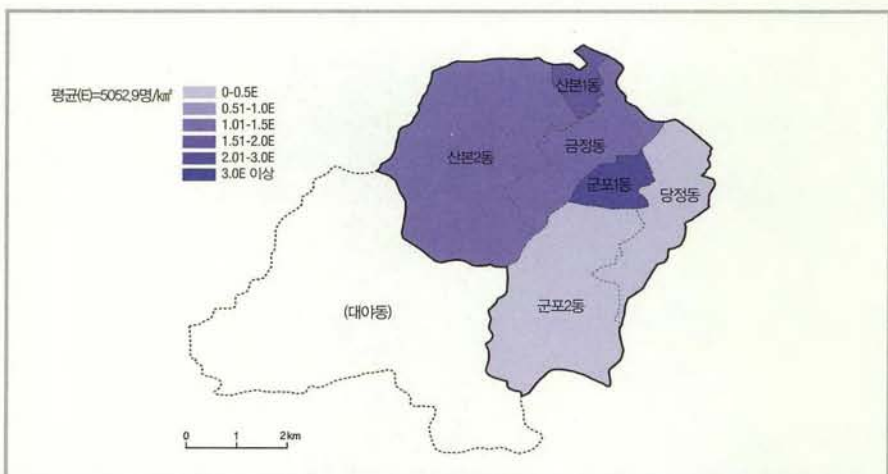 평균(E)=5052.9명/㎢
0-0.5E
0.51-1.0E
1.01-1.5E
1.51-2.0E
2.01-3.0E
3.0E 이상
산본1동
산본2동
금정동
군포1동
당정동
군포2동
(대야동)
0 1 2km